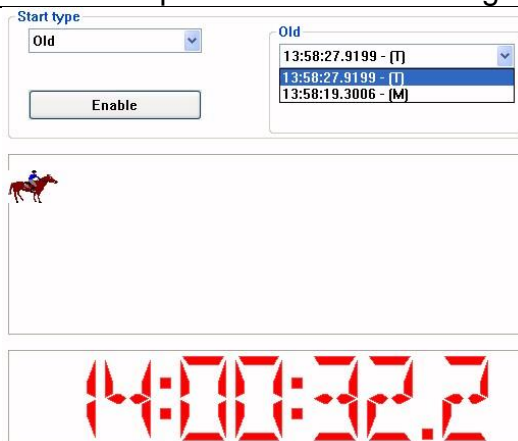 Start type
Old
Enable
Old
13:58:27.9199 - (T)
13:58:27.9199 - (T)
13:58:19.3006 - (M)
14:00:32.2